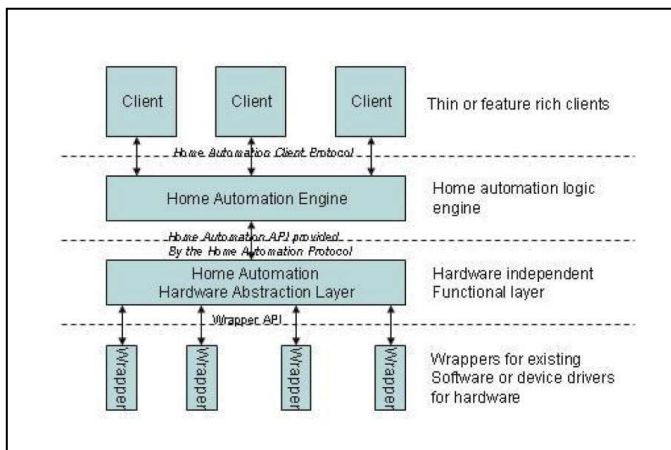 Client
Client
Client
Thin or feature rich clients
Home Automation Client Protocol
Home Automation Engine
Home automation logic
engine
Home Automation API provided
By the Home Automation Protocol
Home Automation
Hardware Abstraction Layer
Hardware independent
Functional layer
Wrapper API
Wrapper
Wrapper
Wrapper
Wrapper
Wrappers for existing
Software or device drivers
for hardware